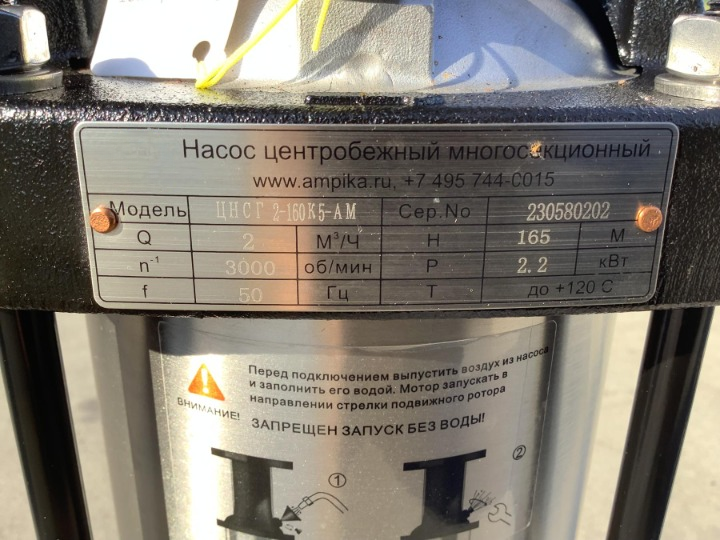 Насос центробежный многосекционный
www.ampika.ru, +7 495 744-0015
Модель ЦНСГ 2-160К5-АМ Сер.No 230580202
Q 2 М³/Ч Н 165 М
n⁻¹ 3000 об/мин Р 2.2 кВт
f 50 Гц Т до +120 С
Перед подключением выпустить воздух из насоса
и заполнить его водой. Мотор запускать в
направлении стрелки подвижного ротора
ВНИМАНИЕ!
ЗАПРЕЩЕН ЗАПУСК БЕЗ ВОДЫ!
① ②